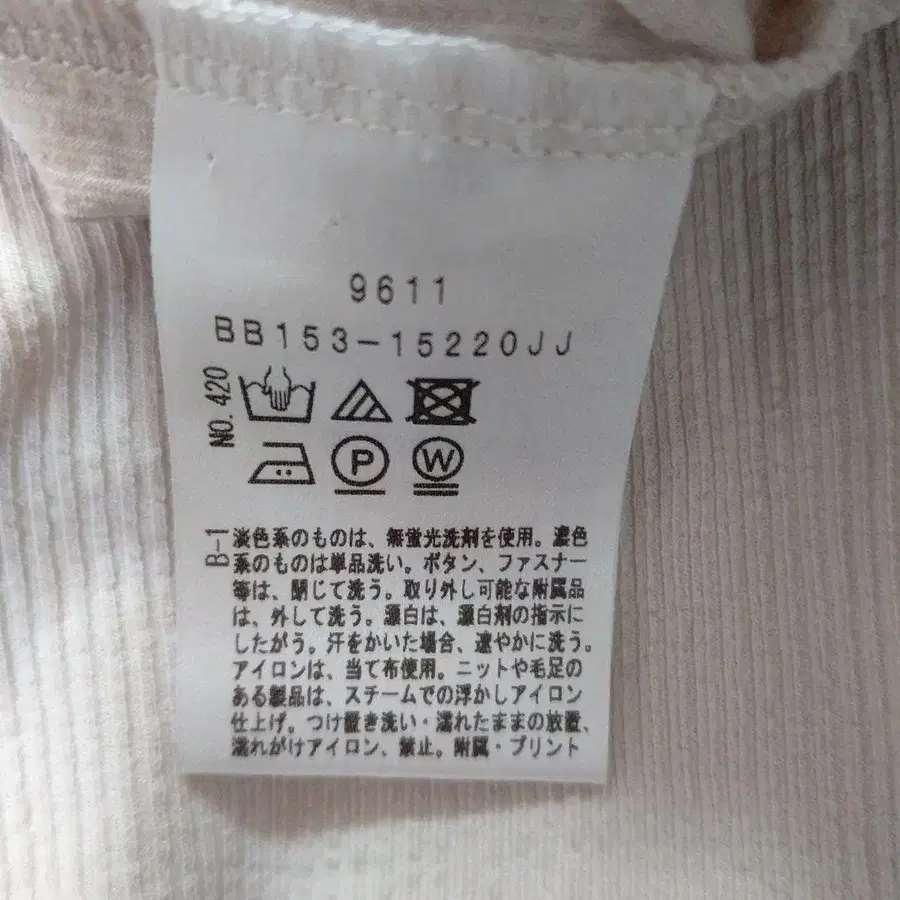 9611
BB153-15220JJ
NO. 420
P
W
B-1
淡色系のものは、無蛍光洗剤を使用。濃色
系のものは単品洗い。ボタン、ファスナー
等は、閉じて洗う。取り外し可能な附属品
は、外して洗う。漂白は、漂白剤の指示に
したがう。汗をかいた場合、速やかに洗う。
アイロンは、当て布使用。ニットや毛足の
ある製品は、スチームでの浮かしアイロン
仕上げ。つけ置き洗い・濡れたままの放置、
濡れがけアイロン、禁止。附属・プリント